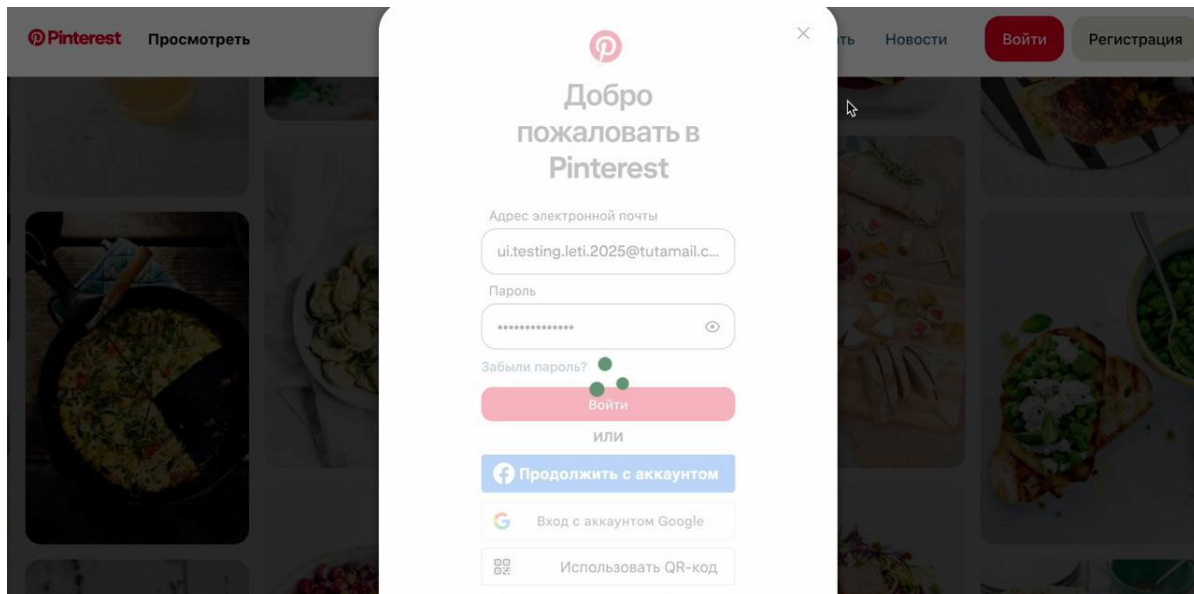 Pinterest
Просмотреть
ть
Новости
Войти
Регистрация
Добро
пожаловать в
Pinterest
Адрес электронной почты
ui.testing.leti.2025@tutamail.c...
Пароль
Забыли пароль?
Войти
или
Продолжить с аккаунтом
Вход с аккаунтом Google
Использовать QR-код